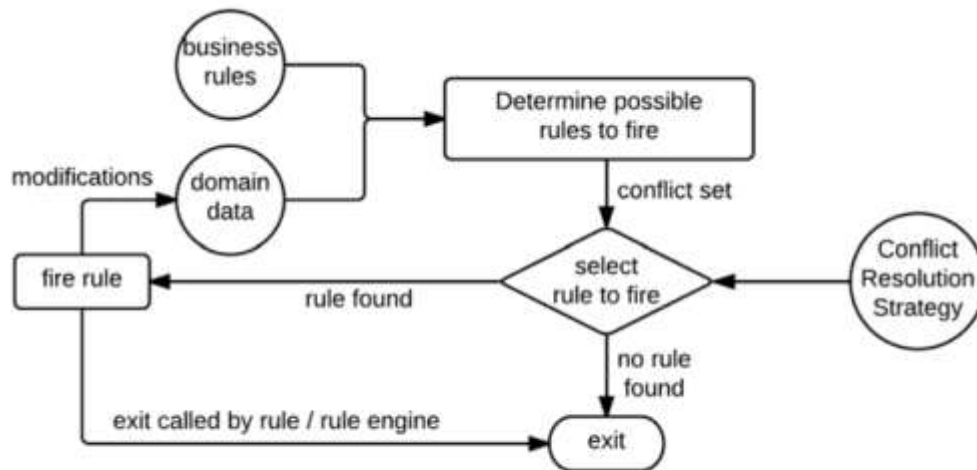 business
rules
Determine possible
rules to fire
modifications
domain
data
conflict set
fire rule
rule found
select
rule to fire
Conflict
Resolution
Strategy
no rule
found
exit called by rule / rule engine
exit